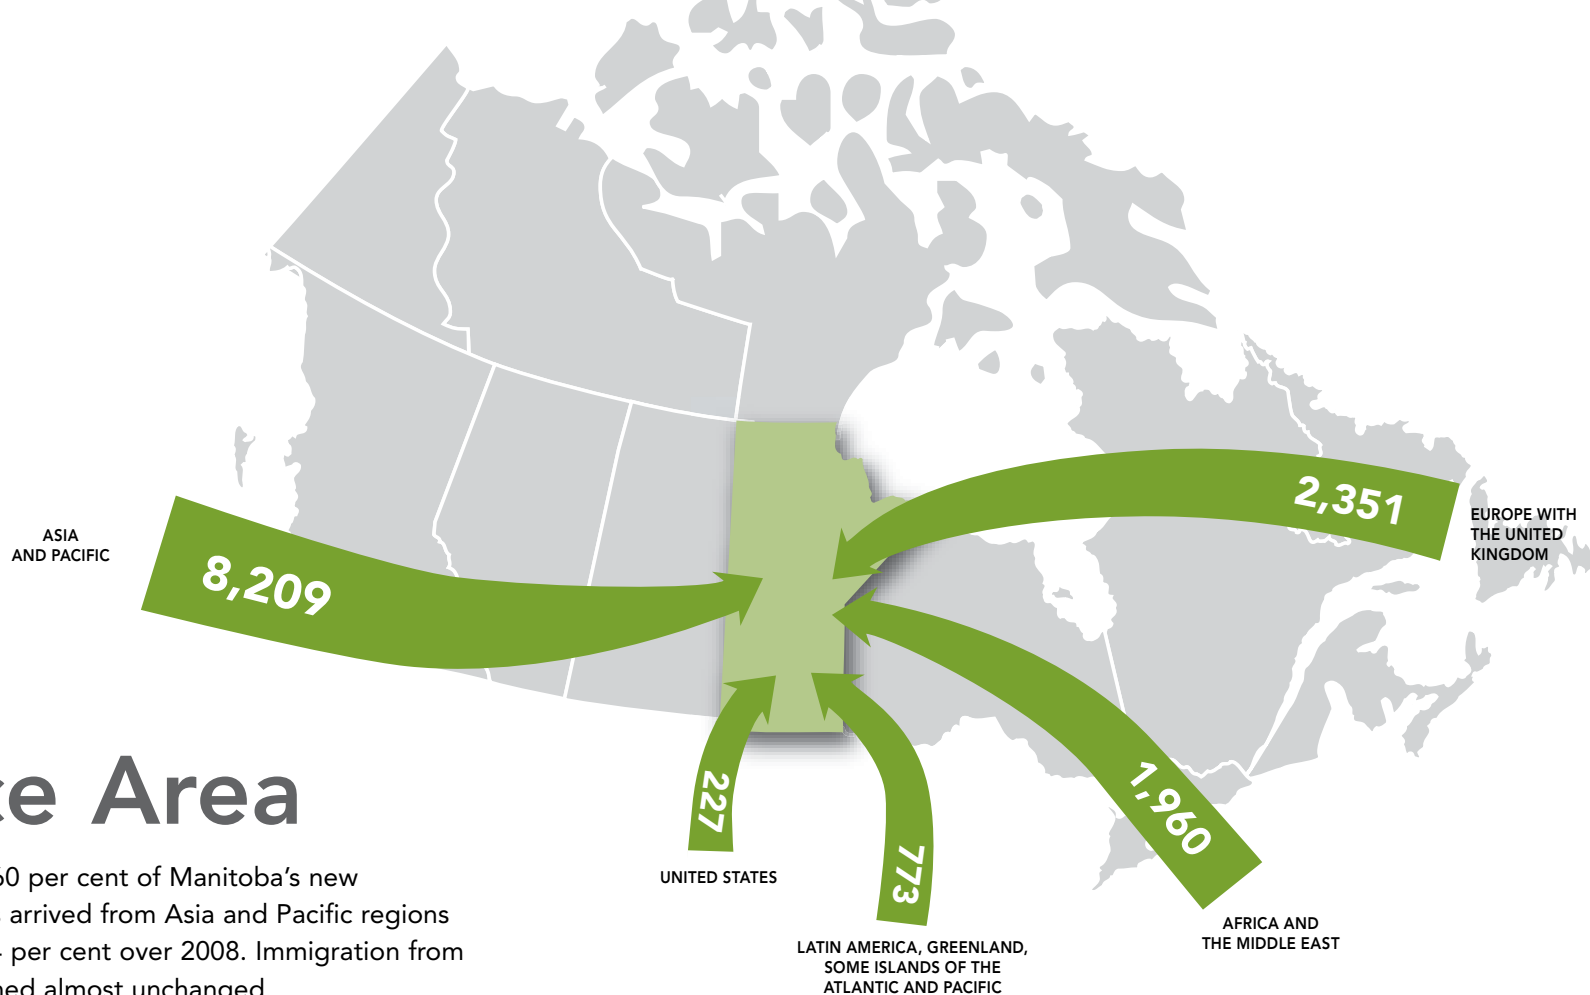 2,351
EUROPE WITH
THE UNITED
KINGDOM
ASIA
AND PACIFIC
8,209
227
UNITED STATES
773
LATIN AMERICA, GREENLAND,
SOME ISLANDS OF THE
ATLANTIC AND PACIFIC
1,960
AFRICA AND
THE MIDDLE EAST
Area
60 per cent of Manitoba's new
arrived from Asia and Pacific regions
per cent over 2008. Immigration from
almost unchanged